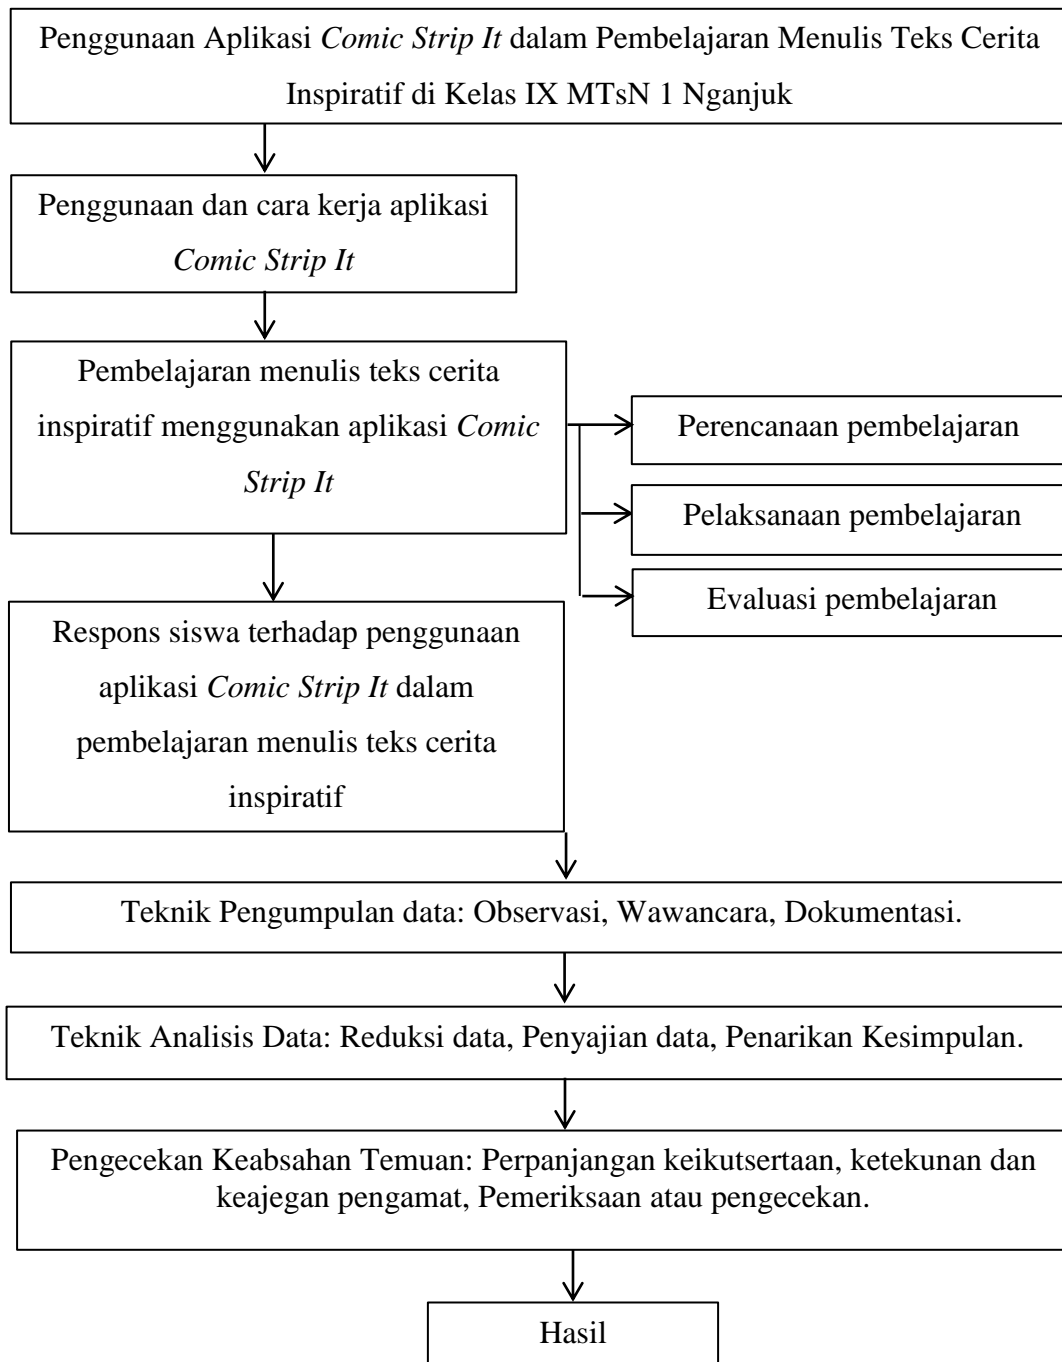 Penggunaan Aplikasi Comic Strip It dalam Pembelajaran Menulis Teks Cerita
Inspiratif di Kelas IX MTsN 1 Nganjuk
Penggunaan dan cara kerja aplikasi
Comic Strip It
Pembelajaran menulis teks cerita
inspiratif menggunakan aplikasi Comic
Strip It
Perencanaan pembelajaran
Pelaksanaan pembelajaran
Evaluasi pembelajaran
Respons siswa terhadap penggunaan
aplikasi Comic Strip It dalam
pembelajaran menulis teks cerita
inspiratif
Teknik Pengumpulan data: Observasi, Wawancara, Dokumentasi.
Teknik Analisis Data: Reduksi data, Penyajian data, Penarikan Kesimpulan.
Pengecekan Keabsahan Temuan: Perpanjangan keikutsertaan, ketekunan dan
keajegan pengamat, Pemeriksaan atau pengecekan.
Hasil